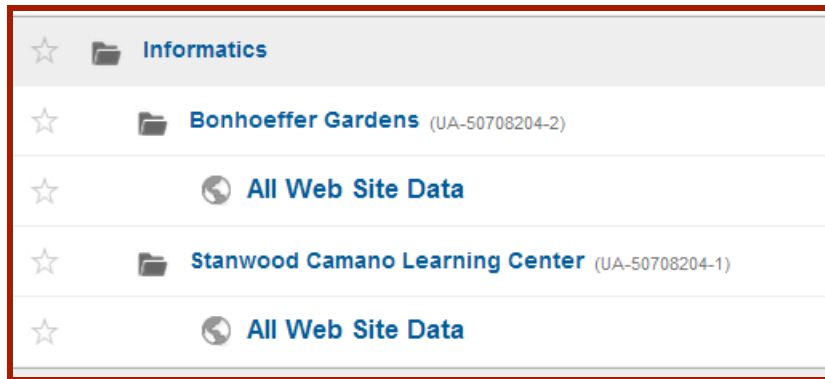 Informatics
Bonhoeffer Gardens (UA-50708204-2)
All Web Site Data
Stanwood Camano Learning Center (UA-50708204-1)
All Web Site Data